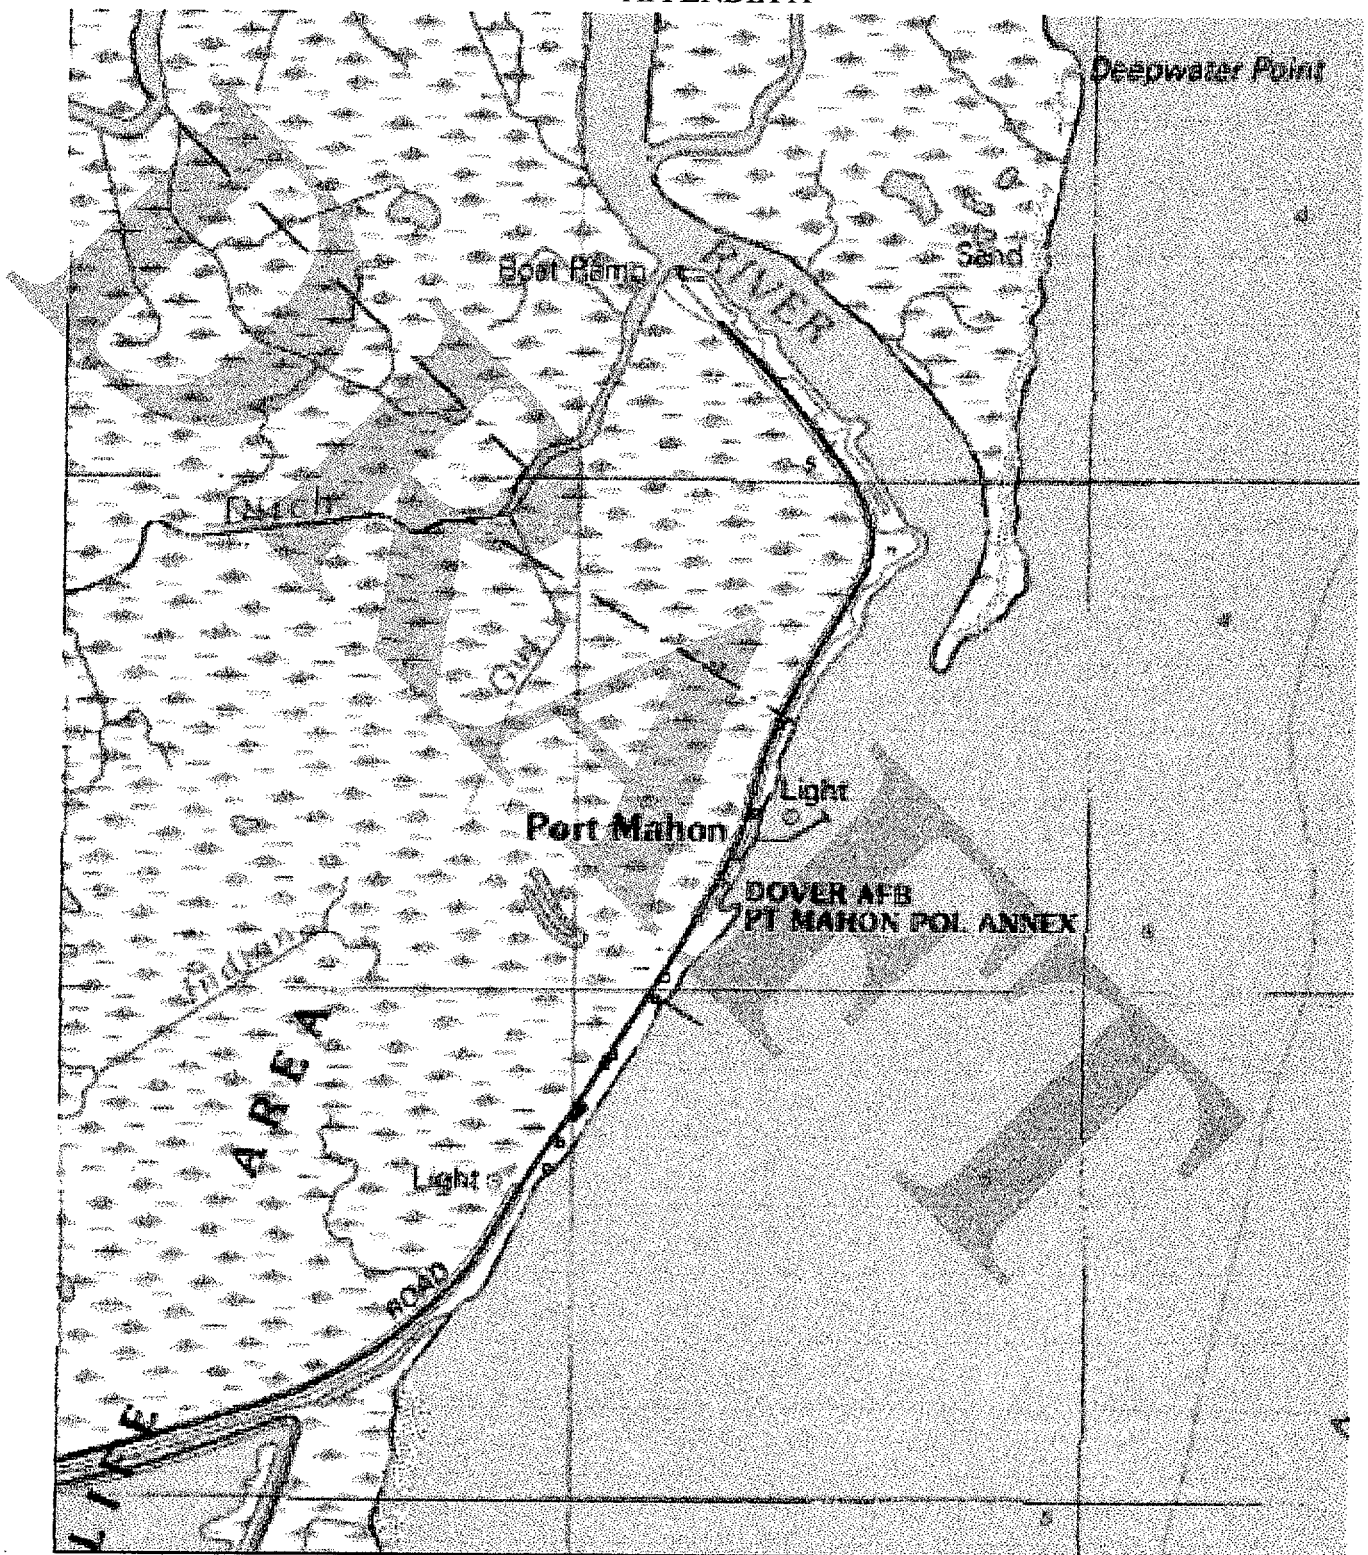 Deepwater Point
Sand
Boat Ramp
RIVER
Ditch
Gut
Light
Port Mahon
DOVER AFB
PT MAHON POL ANNEX
Indian
AREA
Light
ROAD